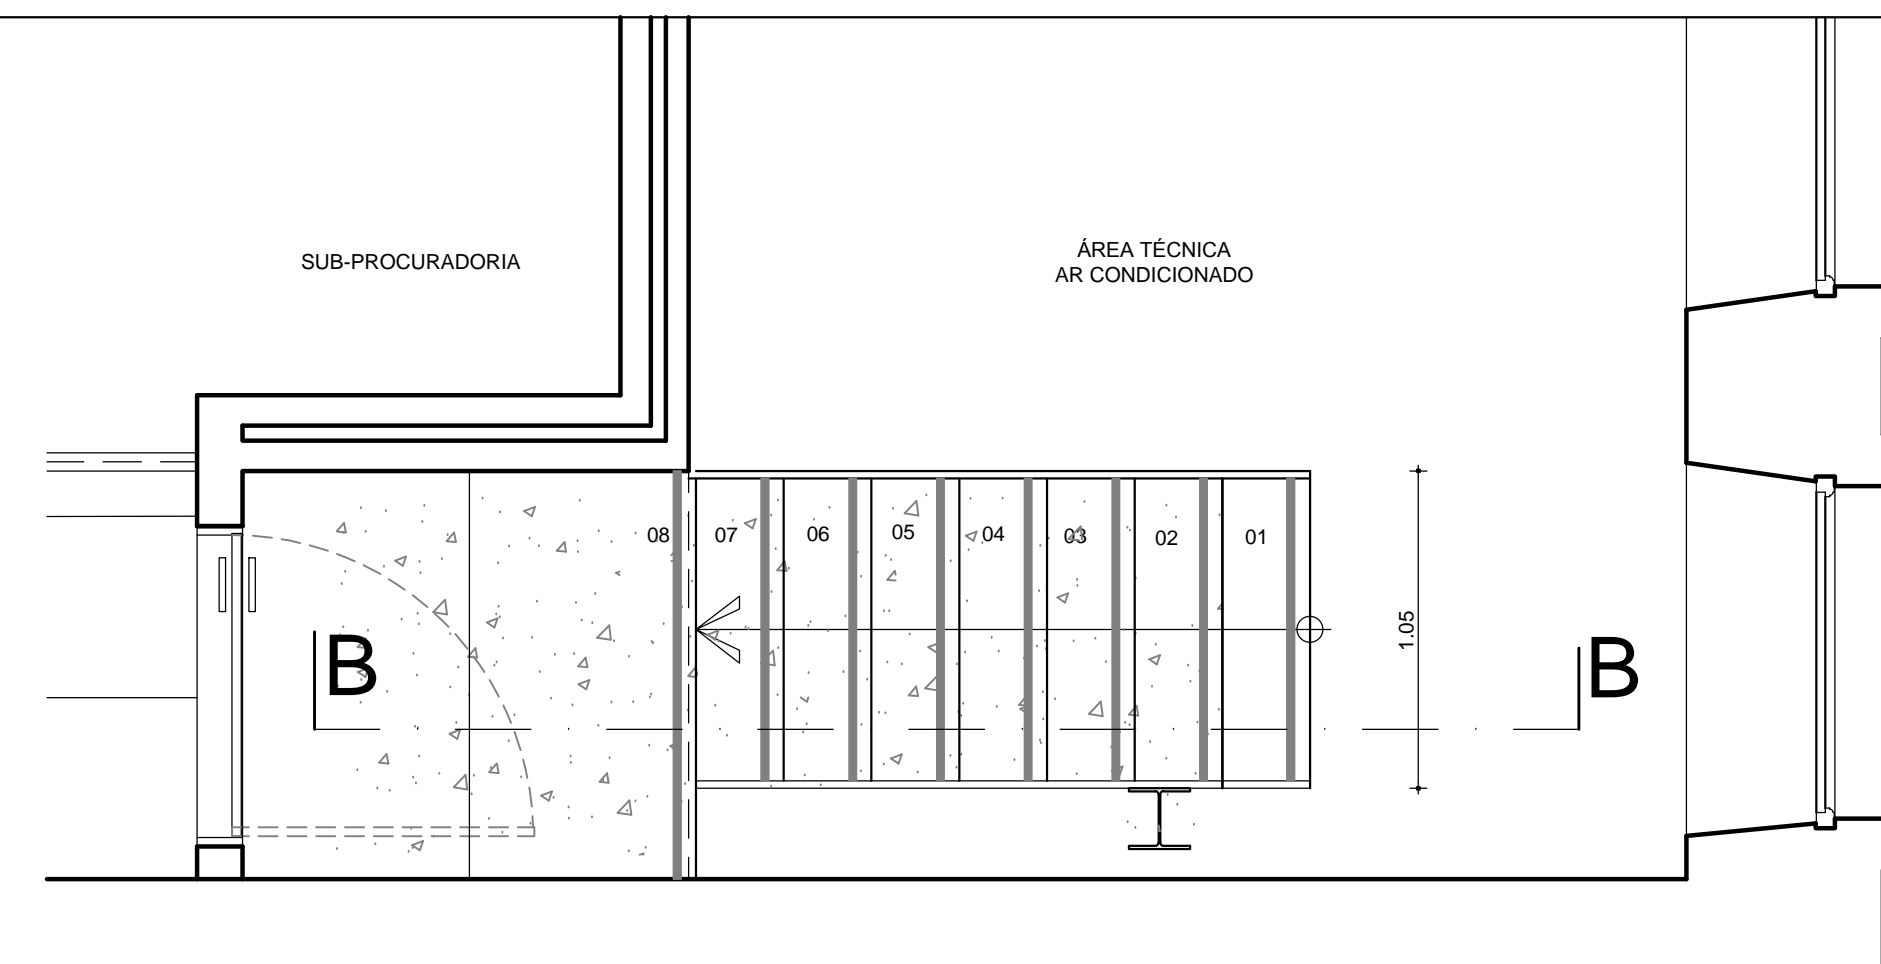 SUB-PROCURADORIA
ÁREA TÉCNICA
AR CONDICIONADO
08
07
06
05
04
03
02
01
1.05
B
B